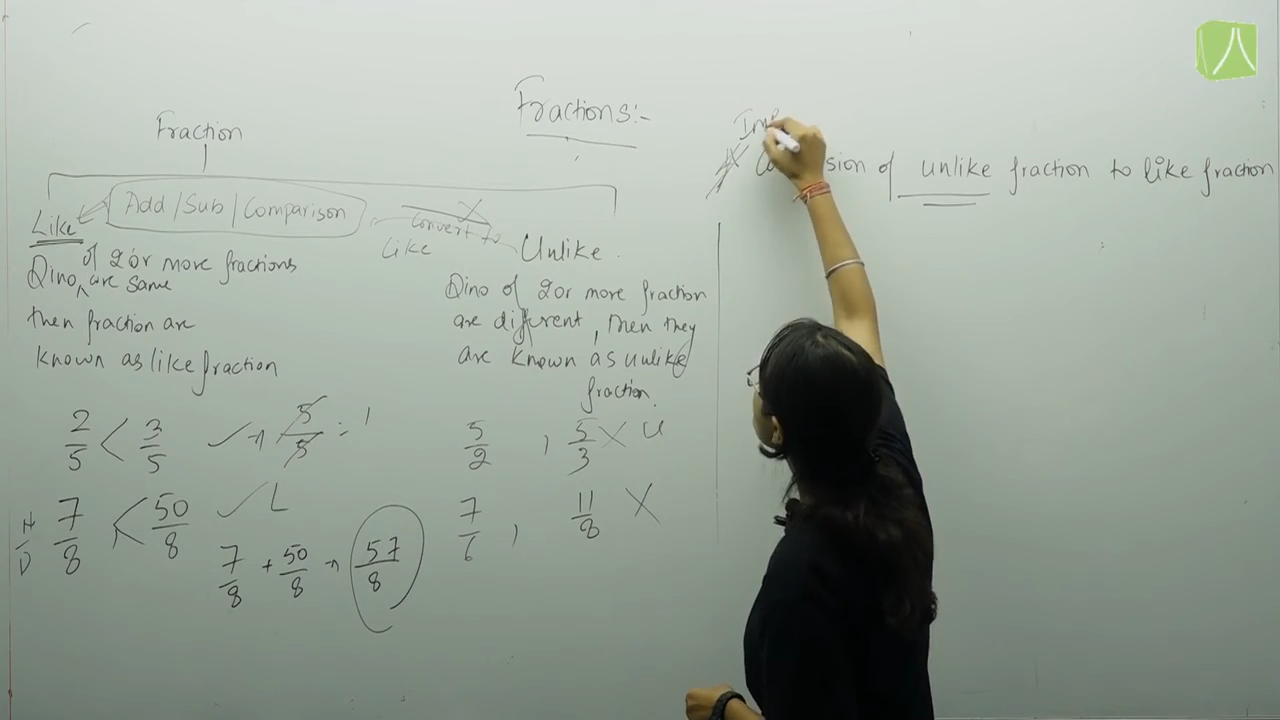 Fractions:-
Fraction
Add/Sub/Comparison
Like
Convert to
Like
Unlike.
of 2 or more fractions
Dino, are same
then fraction are
known as like fraction
2/5 < 3/5 ✓ → 5/5 = 1
N/D 7/8 < 50/8 ✓ L
7/8 + 50/8 → 57/8
Dino of 2 or more fraction
are different, then they
are known as unlike
fraction.
5/2 , 5/3 X U
7/6 , 11/8 X
Imp
of unlike fraction to like fraction